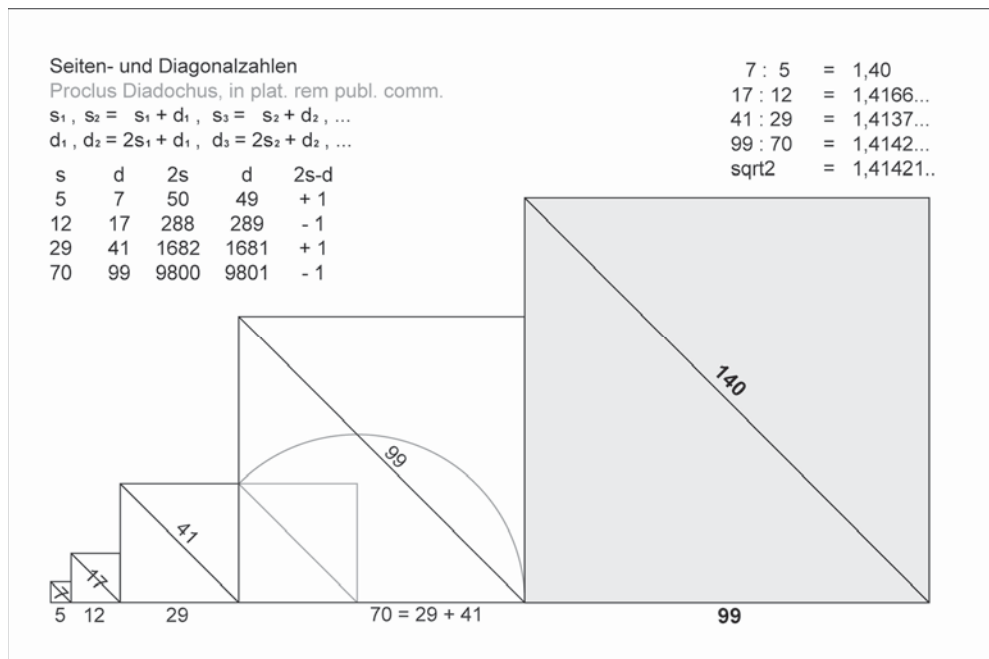 Seiten- und Diagonalzahlen
Proclus Diadochus, in plat. rem publ. comm.
s₁ , s₂ = s₁ + d₁ , s₃ = s₂ + d₂ , ...
d₁ , d₂ = 2s₁ + d₁ , d₃ = 2s₂ + d₂ , ...
s d 2s d 2s-d
5 7 50 49 + 1
12 17 288 289 - 1
29 41 1682 1681 + 1
70 99 9800 9801 - 1
7 : 5 = 1,40
17 : 12 = 1,4166...
41 : 29 = 1,4137...
99 : 70 = 1,4142...
sqrt2 = 1,41421..
140
99
41
17
7
5 12 29 70 = 29 + 41 99